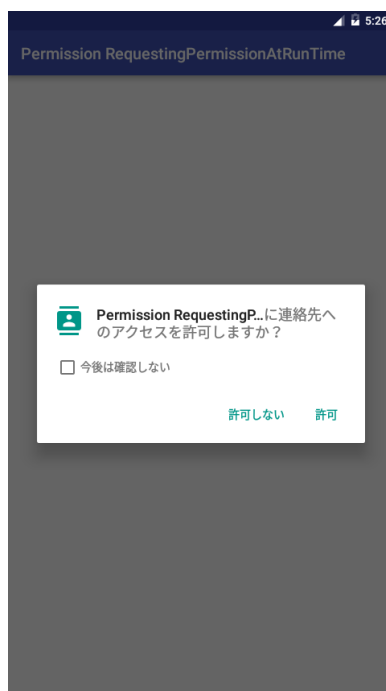 5:26
Permission RequestingPermissionAtRunTime
Permission RequestingP...に連絡先へ
のアクセスを許可しますか？
今後は確認しない
許可しない 許可